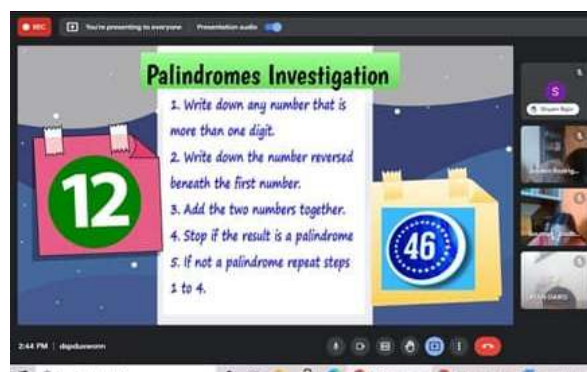 REC
You're presenting to everyone
Presentation audio
Palindromes Investigation
1. Write down any number that is
more than one digit.
2. Write down the number reversed
beneath the first number.
3. Add the two numbers together.
4. Stop if the result is a palindrome
5. If not a palindrome repeat steps
1 to 4.
12
46
S
2:44 PM